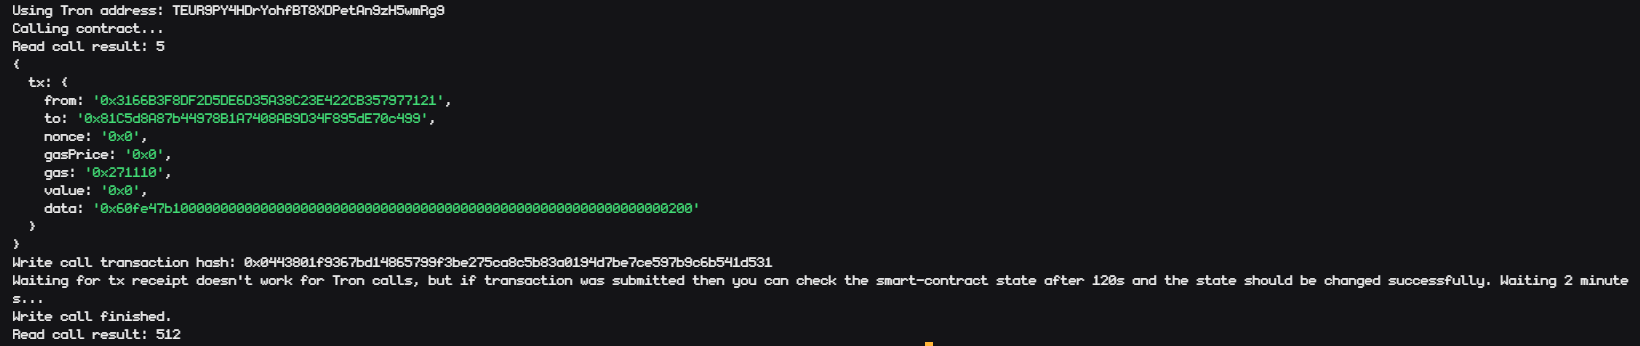 Using Tron address: TEUR9PY4HDrYohfBT8XDPetAn9zH5wmRg9
Calling contract...
Read call result: 5
{
  tx: {
    from: '0x3166B3F8DF2D5DE6D35A38C23E422CB357977121',
    to: '0x81C5d8A87b44978B1A7408AB9D34F895dE70c499',
    nonce: '0x0',
    gasPrice: '0x0',
    gas: '0x271110',
    value: '0x0',
    data: '0x60fe47b10000000000000000000000000000000000000000000000000000000000000200'
  }
}
Write call transaction hash: 0x0443801f9367bd14865799f3be275ca8c5b83a0194d7be7ce597b9c6b541d531
Waiting for tx receipt doesn't work for Tron calls, but if transaction was submitted then you can check the smart-contract state after 120s and the state should be changed successfully. Waiting 2 minute
s...
Write call finished.
Read call result: 512